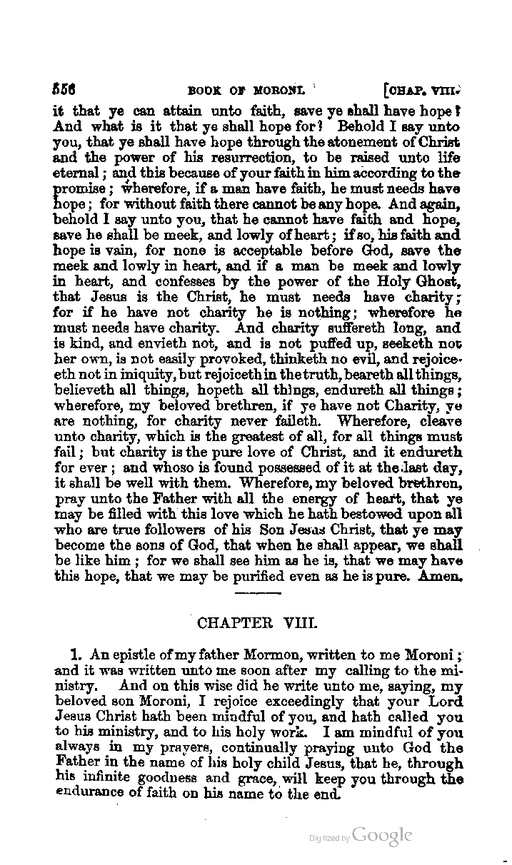 556 BOOK OF MORONI. [CHAP. VIII.
it that ye can attain unto faith, save ye shall have hope?
And what is it that ye shall hope for? Behold I say unto
you, that ye shall have hope through the atonement of Christ
and the power of his resurrection, to be raised unto life
eternal; and this because of your faith in him according to the
promise; wherefore, if a man have faith, he must needs have
hope; for without faith there cannot be any hope. And again,
behold I say unto you, that he cannot have faith and hope,
save he shall be meek, and lowly of heart; if so, his faith and
hope is vain, for none is acceptable before God, save the
meek and lowly in heart, and if a man be meek and lowly
in heart, and confesses by the power of the Holy Ghost,
that Jesus is the Christ, he must needs have charity;
for if he have not charity he is nothing; wherefore he
must needs have charity. And charity suffereth long, and
is kind, and envieth not, and is not puffed up, seeketh not
her own, is not easily provoked, thinketh no evil, and rejoice-
eth not in iniquity, but rejoiceth in the truth, beareth all things,
believeth all things, hopeth all things, endureth all things;
wherefore, my beloved brethren, if ye have not Charity, ye
are nothing, for charity never faileth. Wherefore, cleave
unto charity, which is the greatest of all, for all things must
fail; but charity is the pure love of Christ, and it endureth
for ever; and whoso is found possessed of it at the last day,
it shall be well with them. Wherefore, my beloved brethren,
pray unto the Father with all the energy of heart, that ye
may be filled with this love which he hath bestowed upon all
who are true followers of his Son Jesus Christ, that ye may
become the sons of God, that when he shall appear, we shall
be like him; for we shall see him as he is, that we may have
this hope, that we may be purified even as he is pure. Amen.
CHAPTER VIII.
1. An epistle of my father Mormon, written to me Moroni;
and it was written unto me soon after my calling to the mi-
nistry. And on this wise did he write unto me, saying, my
beloved son Moroni, I rejoice exceedingly that your Lord
Jesus Christ hath been mindful of you, and hath called you
to his ministry, and to his holy work. I am mindful of you
always in my prayers, continually praying unto God the
Father in the name of his holy child Jesus, that he, through
his infinite goodness and grace, will keep you through the
endurance of faith on his name to the end.
Digitized by Google